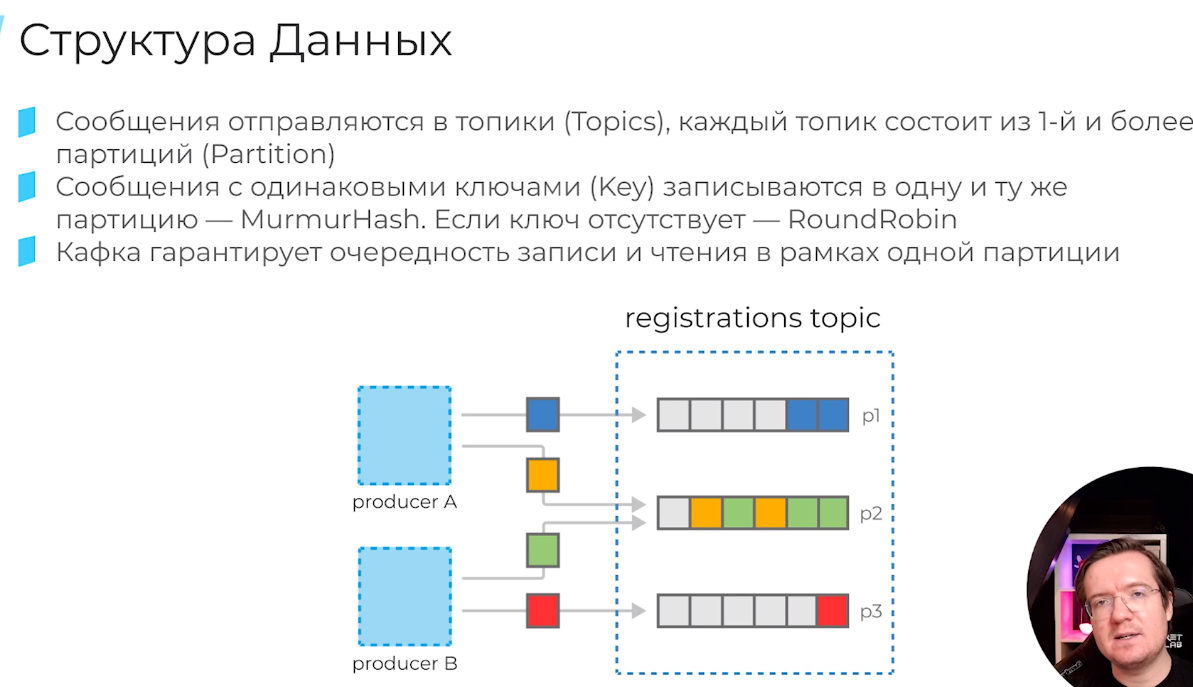 Структура Данных
Сообщения отправляются в топики (Topics), каждый топик состоит из 1-й и более
партиций (Partition)
Сообщения с одинаковыми ключами (Key) записываются в одну и ту же
партицию — MurmurHash. Если ключ отсутствует — RoundRobin
Кафка гарантирует очередность записи и чтения в рамках одной партиции
registrations topic
p1
producer A
p2
p3
producer B